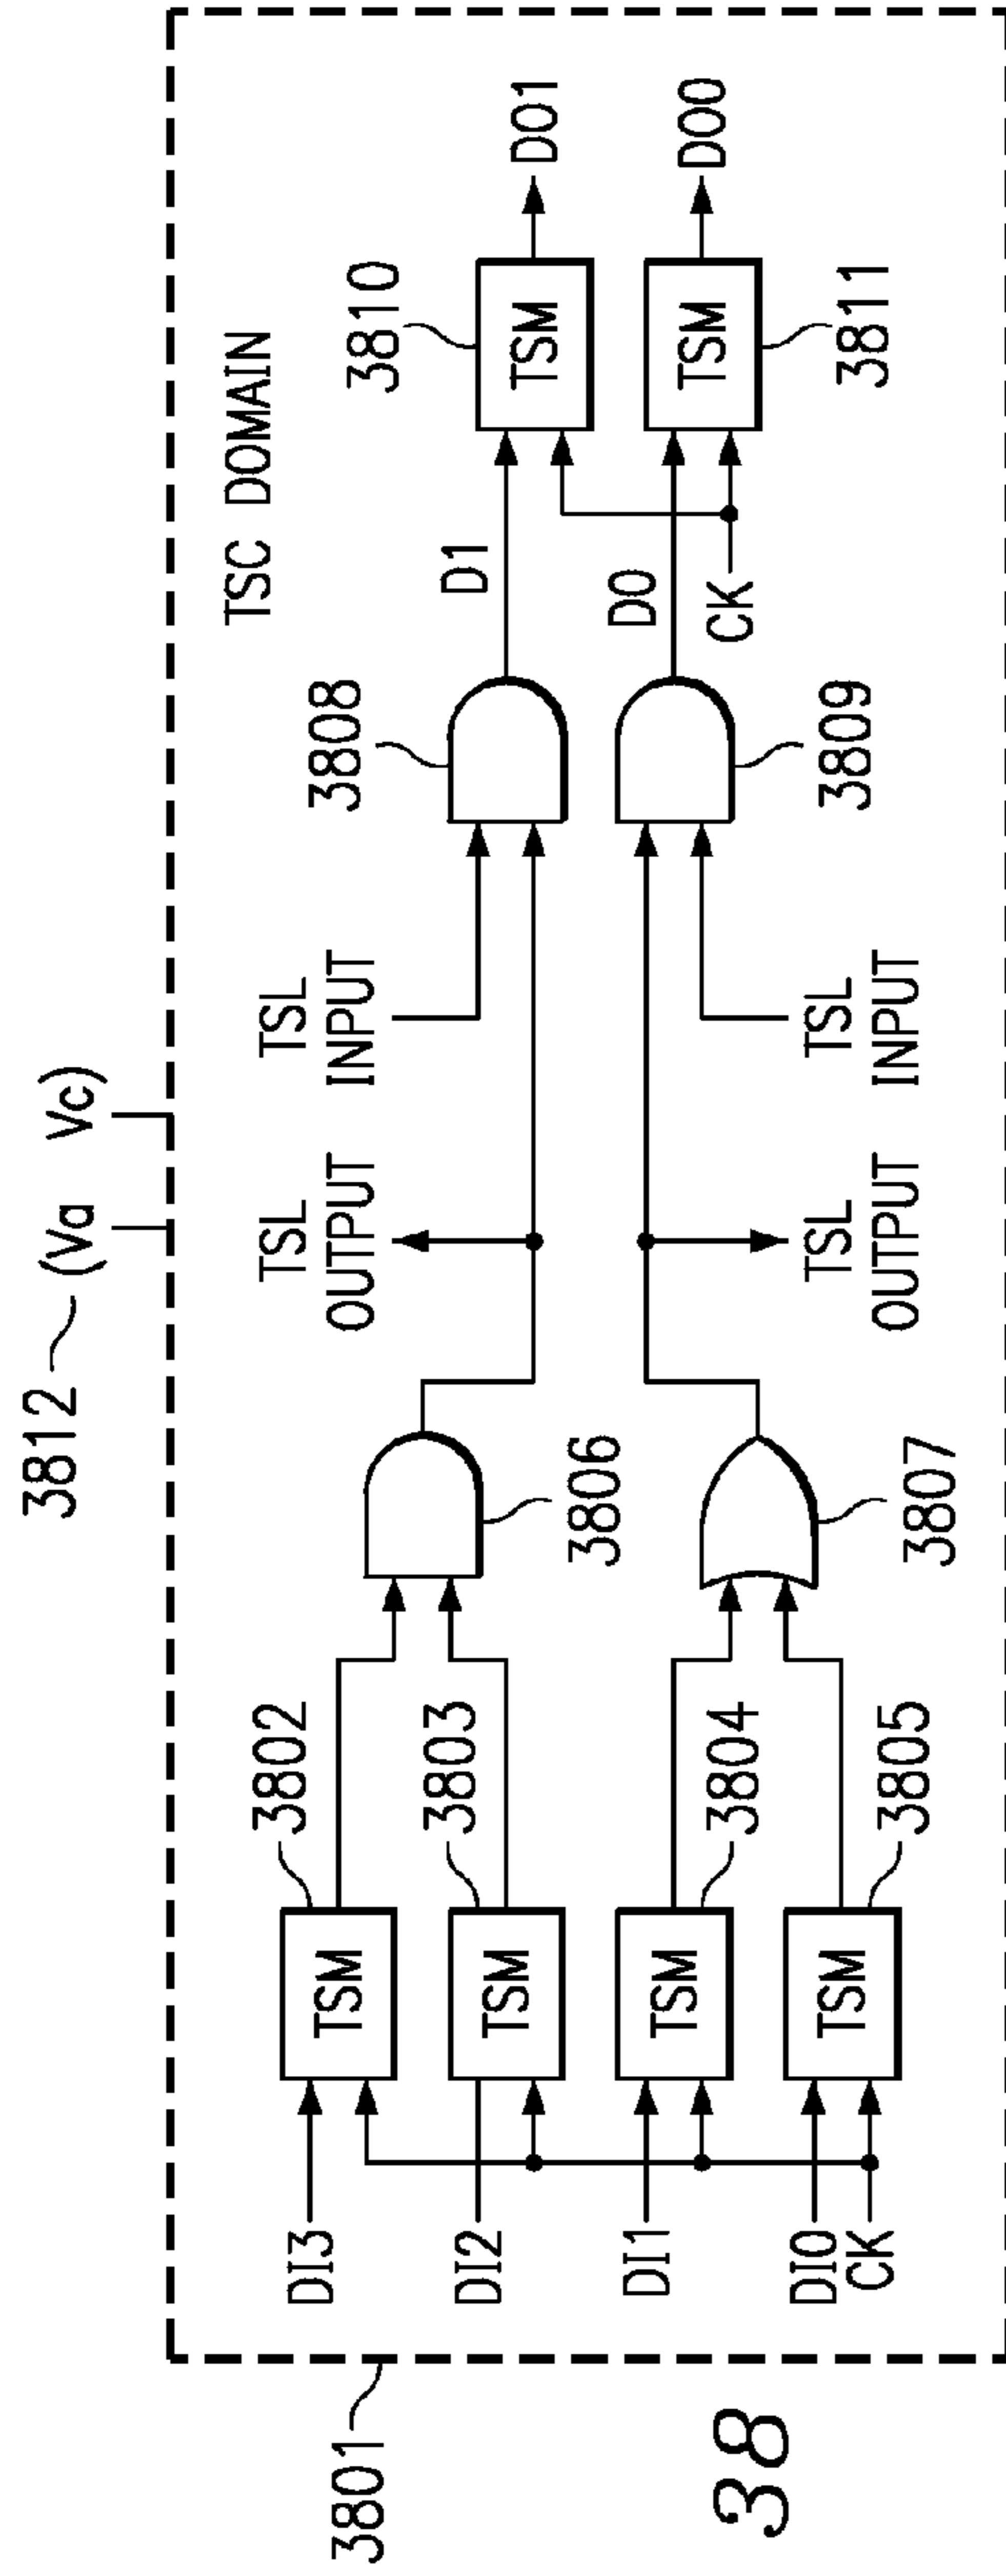 3812 (Va Vc)
TSC DOMAIN
3801
DI3
DI2
DI1
DI0
CK
TSM
3802
TSM
3803
TSM
3804
TSM
3805
3806
3807
TSL
OUTPUT
TSL
INPUT
TSL
OUTPUT
TSL
INPUT
3808
3809
D1
D0
CK
3810
TSM
DO1
TSM
3811
DO0
38